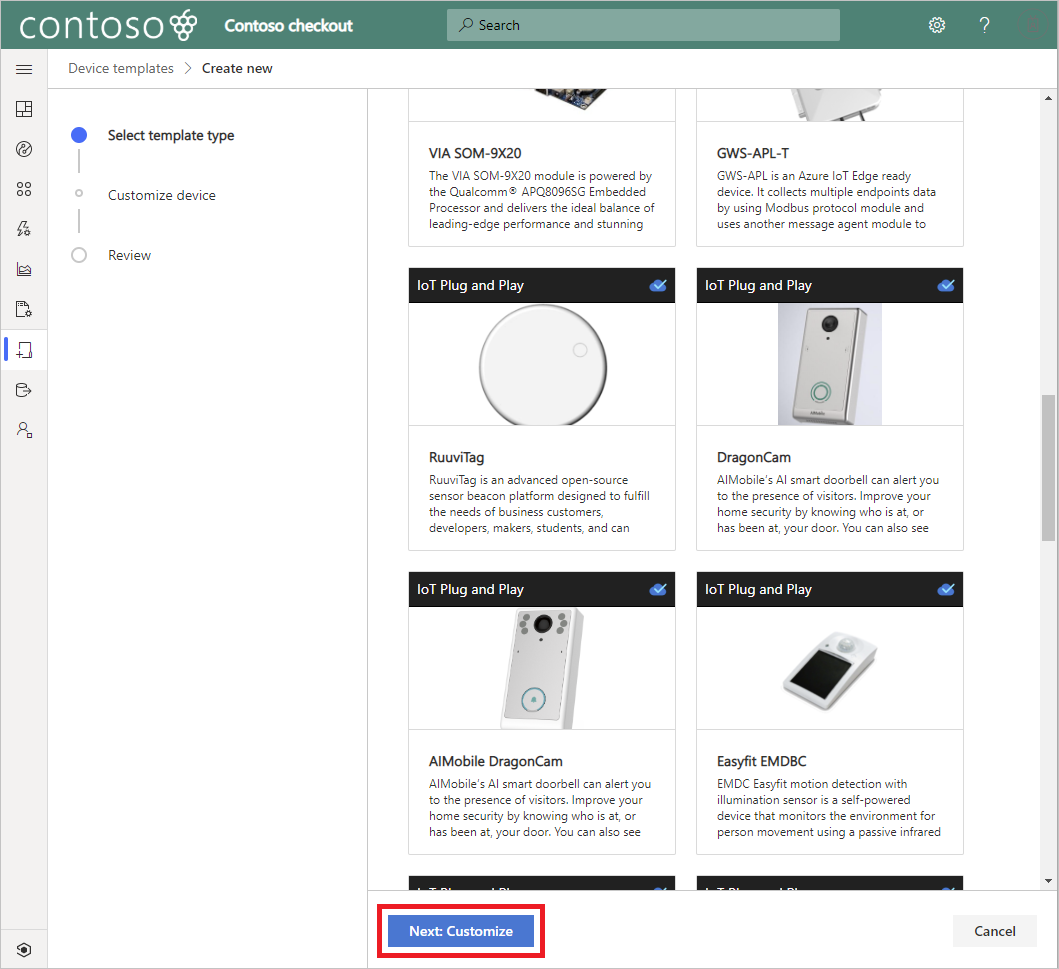 contoso
Contoso checkout
Search
?
Device templates > Create new
Select template type
Customize device
Review
VIA SOM-9X20
The VIA SOM-9X20 module is powered by
the Qualcomm® APQ8096SG Embedded
Processor and delivers the ideal balance of
leading-edge performance and stunning
GWS-APL-T
GWS-APL is an Azure IoT Edge ready
device. It collects multiple endpoints data
by using Modbus protocol module and
uses another message agent module to
IoT Plug and Play
RuuviTag
RuuviTag is an advanced open-source
sensor beacon platform designed to fulfill
the needs of business customers,
developers, makers, students, and can
IoT Plug and Play
DragonCam
AIMobile's AI smart doorbell can alert you
to the presence of visitors. Improve your
home security by knowing who is at, or
has been at, your door. You can also see
IoT Plug and Play
AIMobile DragonCam
AIMobile's AI smart doorbell can alert you
to the presence of visitors. Improve your
home security by knowing who is at, or
has been at, your door. You can also see
IoT Plug and Play
Easyfit EMDBC
EMDC Easyfit motion detection with
illumination sensor is a self-powered
device that monitors the environment for
person movement using a passive infrared
IoT Plug and Play
IoT Plug and Play
Next: Customize
Cancel